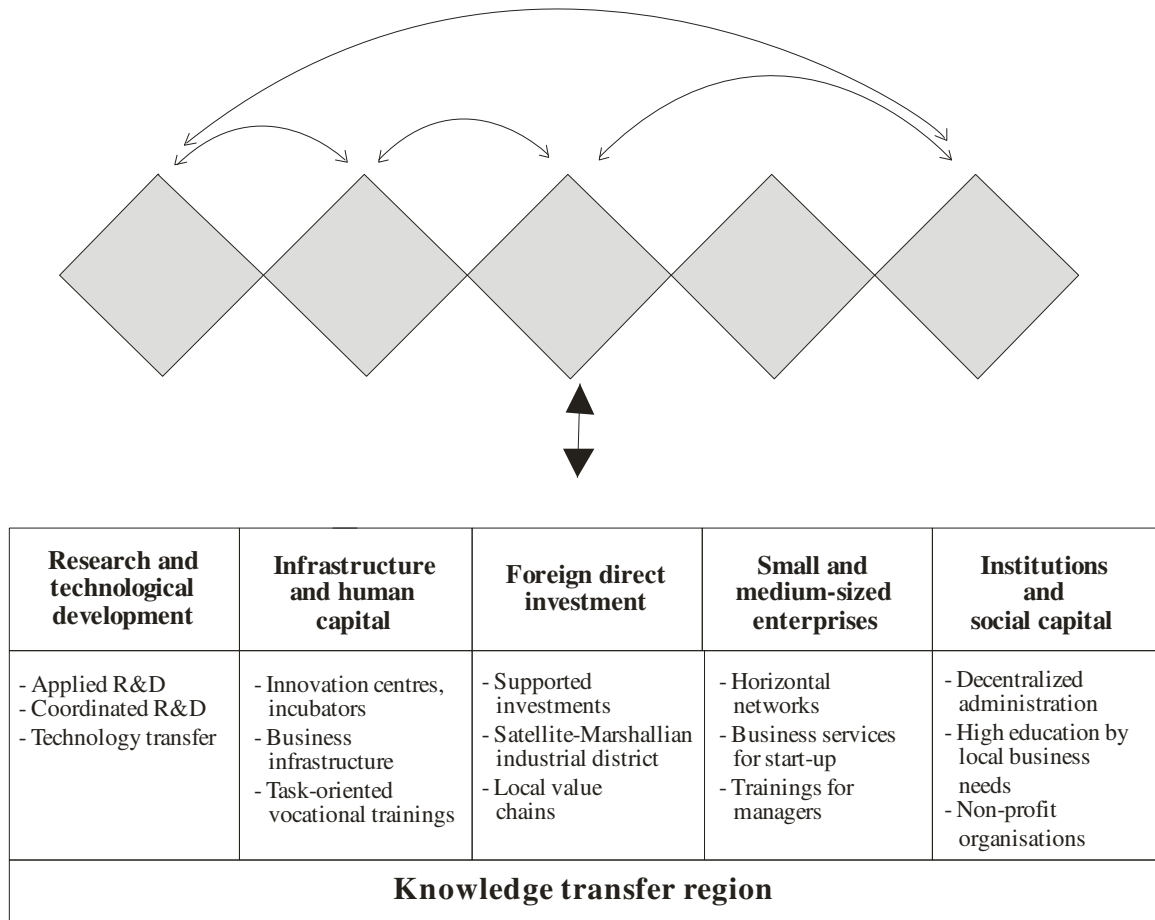 Research and
technological
development
Infrastructure
and human
capital
Foreign direct
investment
Small and
medium-sized
enterprises
Institutions
and
social capital
- Applied R&D
- Coordinated R&D
- Technology transfer
- Innovation centres,
incubators
- Business
infrastructure
- Task-oriented
vocational trainings
- Supported
investments
- Satellite-Marshallian
industrial district
- Local value
chains
- Horizontal
networks
- Business services
for start-up
- Trainings for
managers
- Decentralized
administration
- High education by
local business
needs
- Non-profit
organisations
Knowledge transfer region